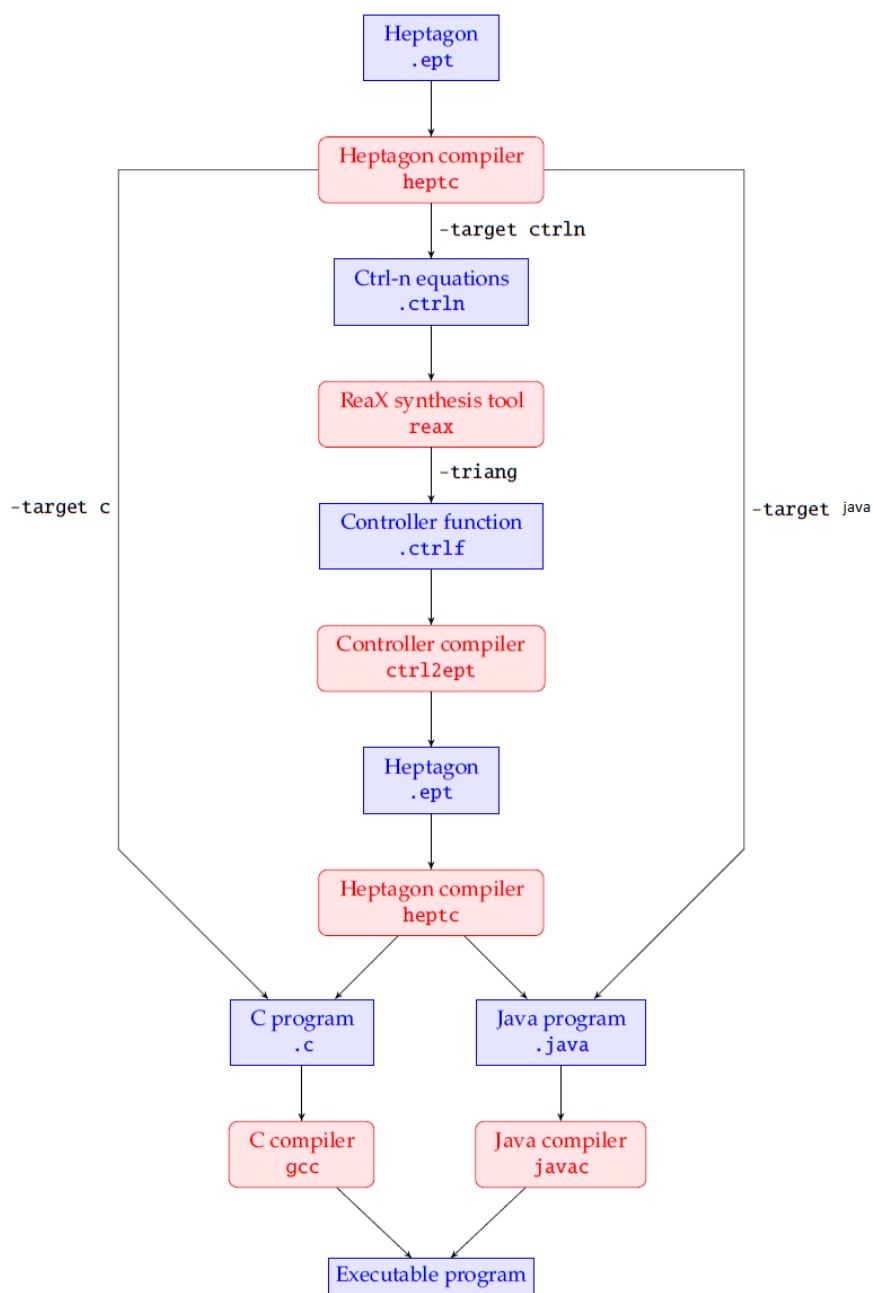 Heptagon
.ept
Heptagon compiler
heptc
-target ctrln
Ctrl-n equations
.ctrln
ReaX synthesis tool
reax
-triang
-target c
-target java
Controller function
.ctrlf
Controller compiler
ctrl2ept
Heptagon
.ept
Heptagon compiler
heptc
C program
.c
Java program
.java
C compiler
gcc
Java compiler
javac
Executable program